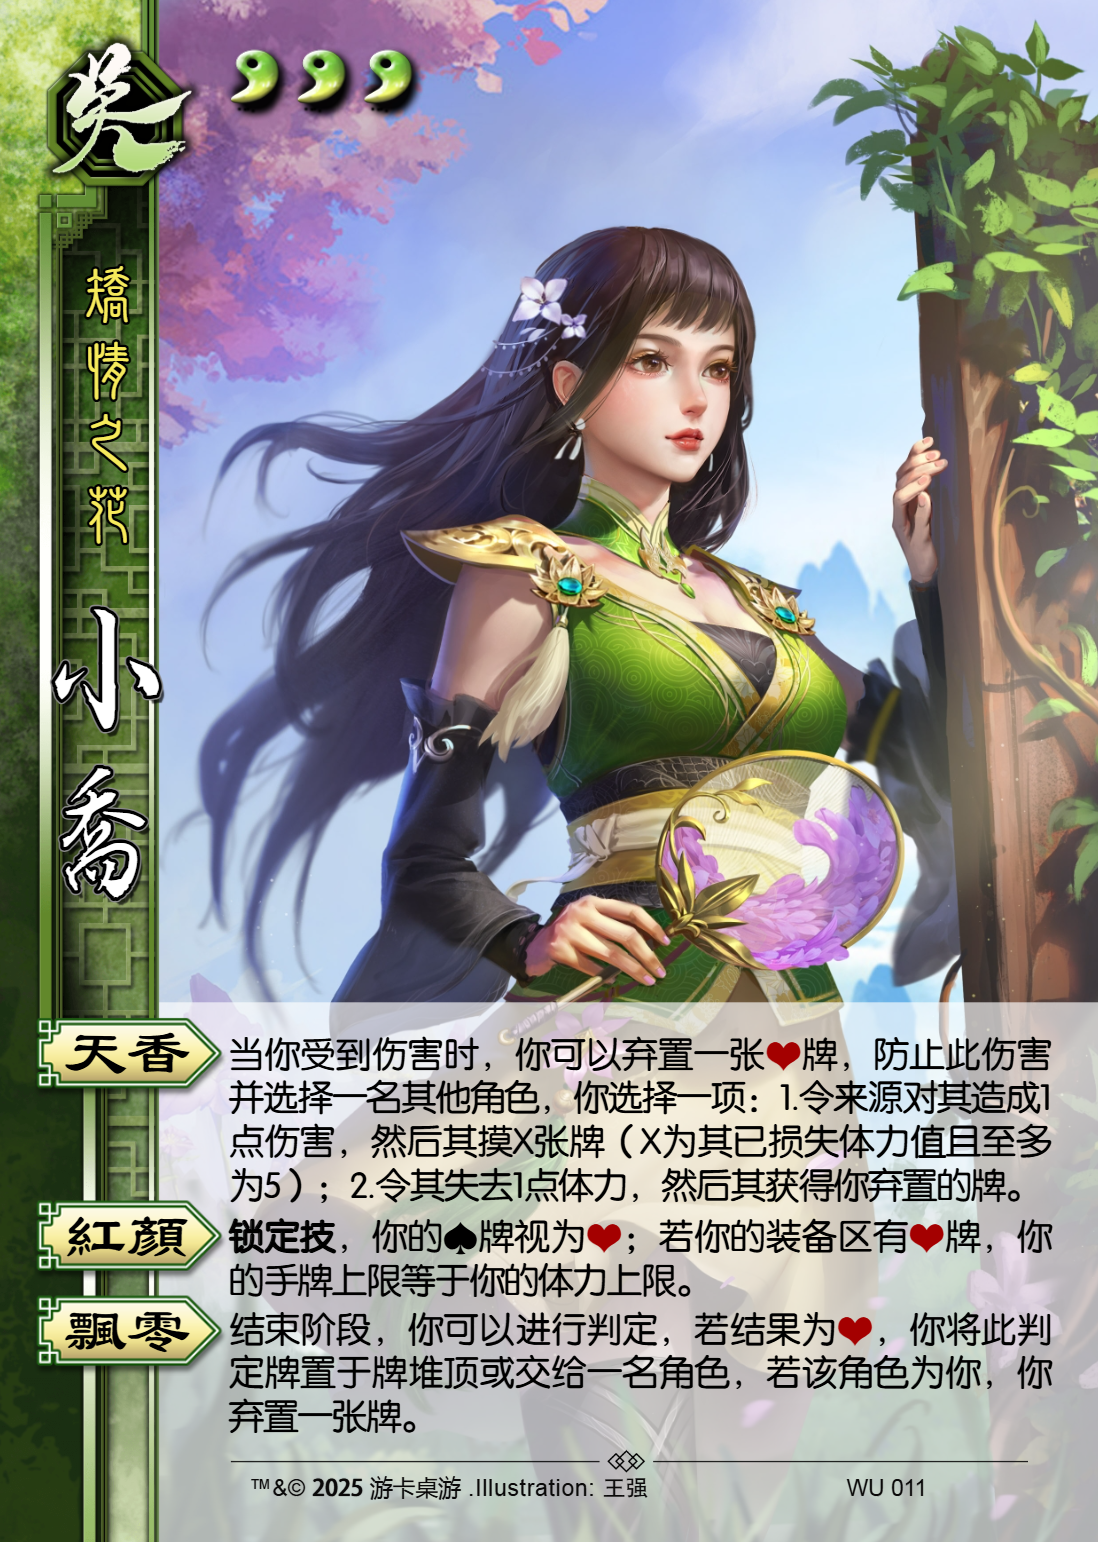 吴
矯情之花
小喬
天香
当你受到伤害时，你可以弃置一张♥牌，防止此伤害
并选择一名其他角色，你选择一项：1.令来源对其造成1
点伤害，然后其摸X张牌（X为其已损失体力值且至多
为5）；2.令其失去1点体力，然后其获得你弃置的牌。
紅顏
锁定技，你的♠牌视为♥；若你的装备区有♥牌，你
的手牌上限等于你的体力上限。
飄零
结束阶段，你可以进行判定，若结果为♥，你将此判
定牌置于牌堆顶或交给一名角色，若该角色为你，你
弃置一张牌。
™&© 2025 游卡桌游 .Illustration: 王强
WU 011